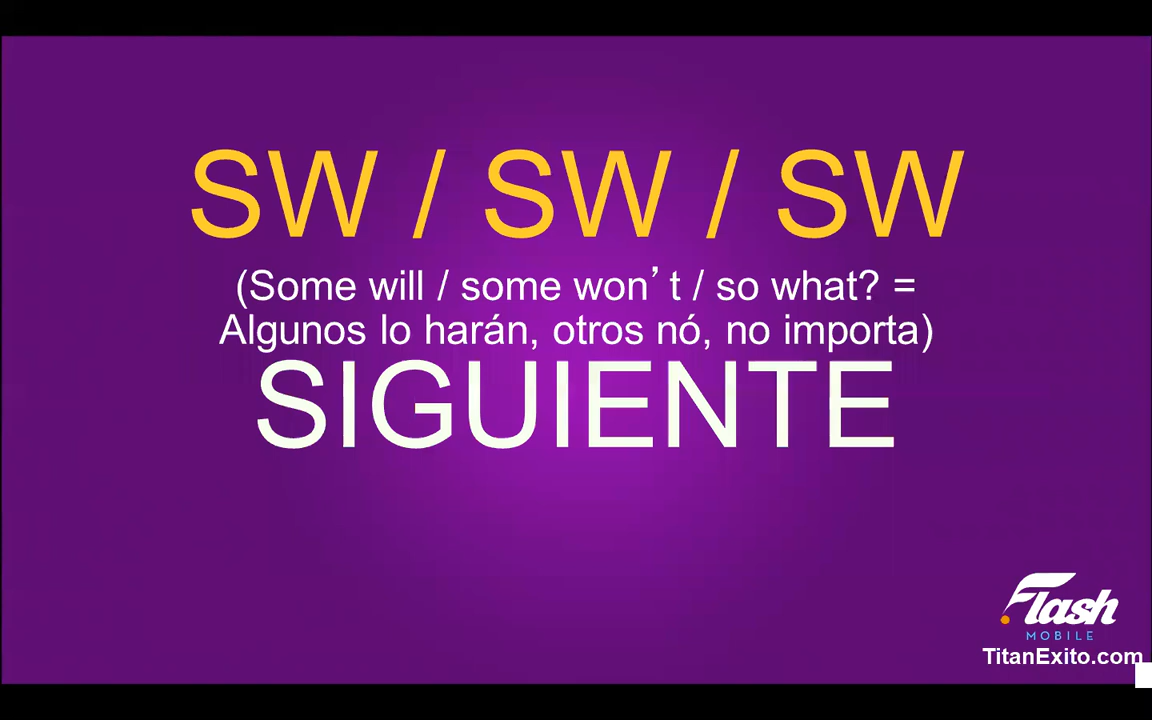 SW / SW / SW
(Some will / some won’t / so what? =
Algunos lo harán, otros nó, no importa)
SIGUIENTE
Flash
MOBILE
TitanExito.com